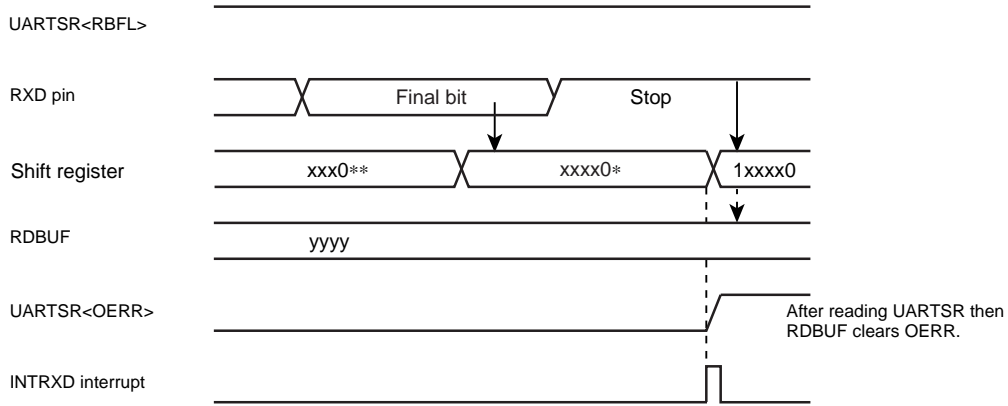 UARTSR<RBFL>
RXD pin
Final bit
Stop
Shift register
xxx0**
xxxx0*
1xxxx0
RDBUF
yyyy
UARTSR<OERR>
After reading UARTSR then
RDBUF clears OERR.
INTRXD interrupt